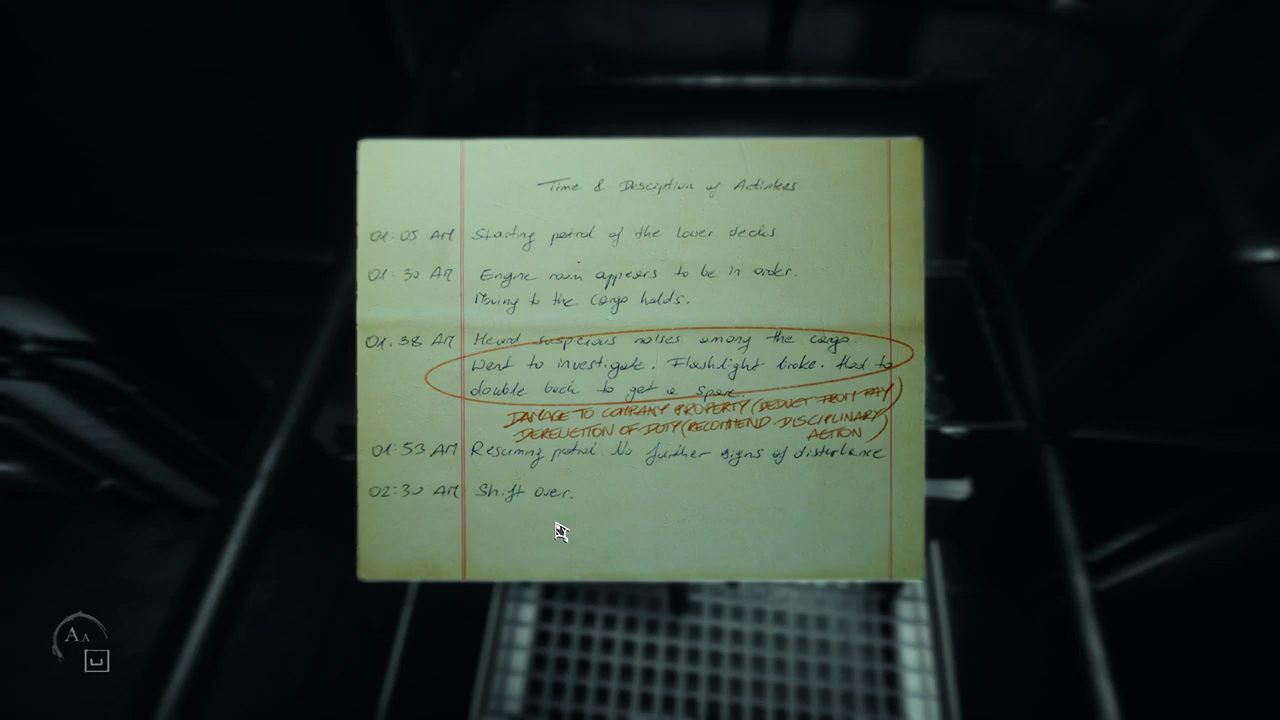 Time & Desciption of Activities
01:05 AM Starting patrol of the lower decks
01:30 AM Engine room appears to be in order.
Moving to the cargo holds.
01:38 AM Heard suspicious noises among the cargo.
Went to investigate. Flashlight broke. Had to
double back to get a spare.
DAMAGE TO COMPANY PROPERTY (DEDUCT FROM PAY)
DERELICTION OF DUTY (RECOMMEND DISCIPLINARY
ACTION)
01:53 AM Resuming patrol. No further signs of disturbance
02:30 AM Shift over.
AA